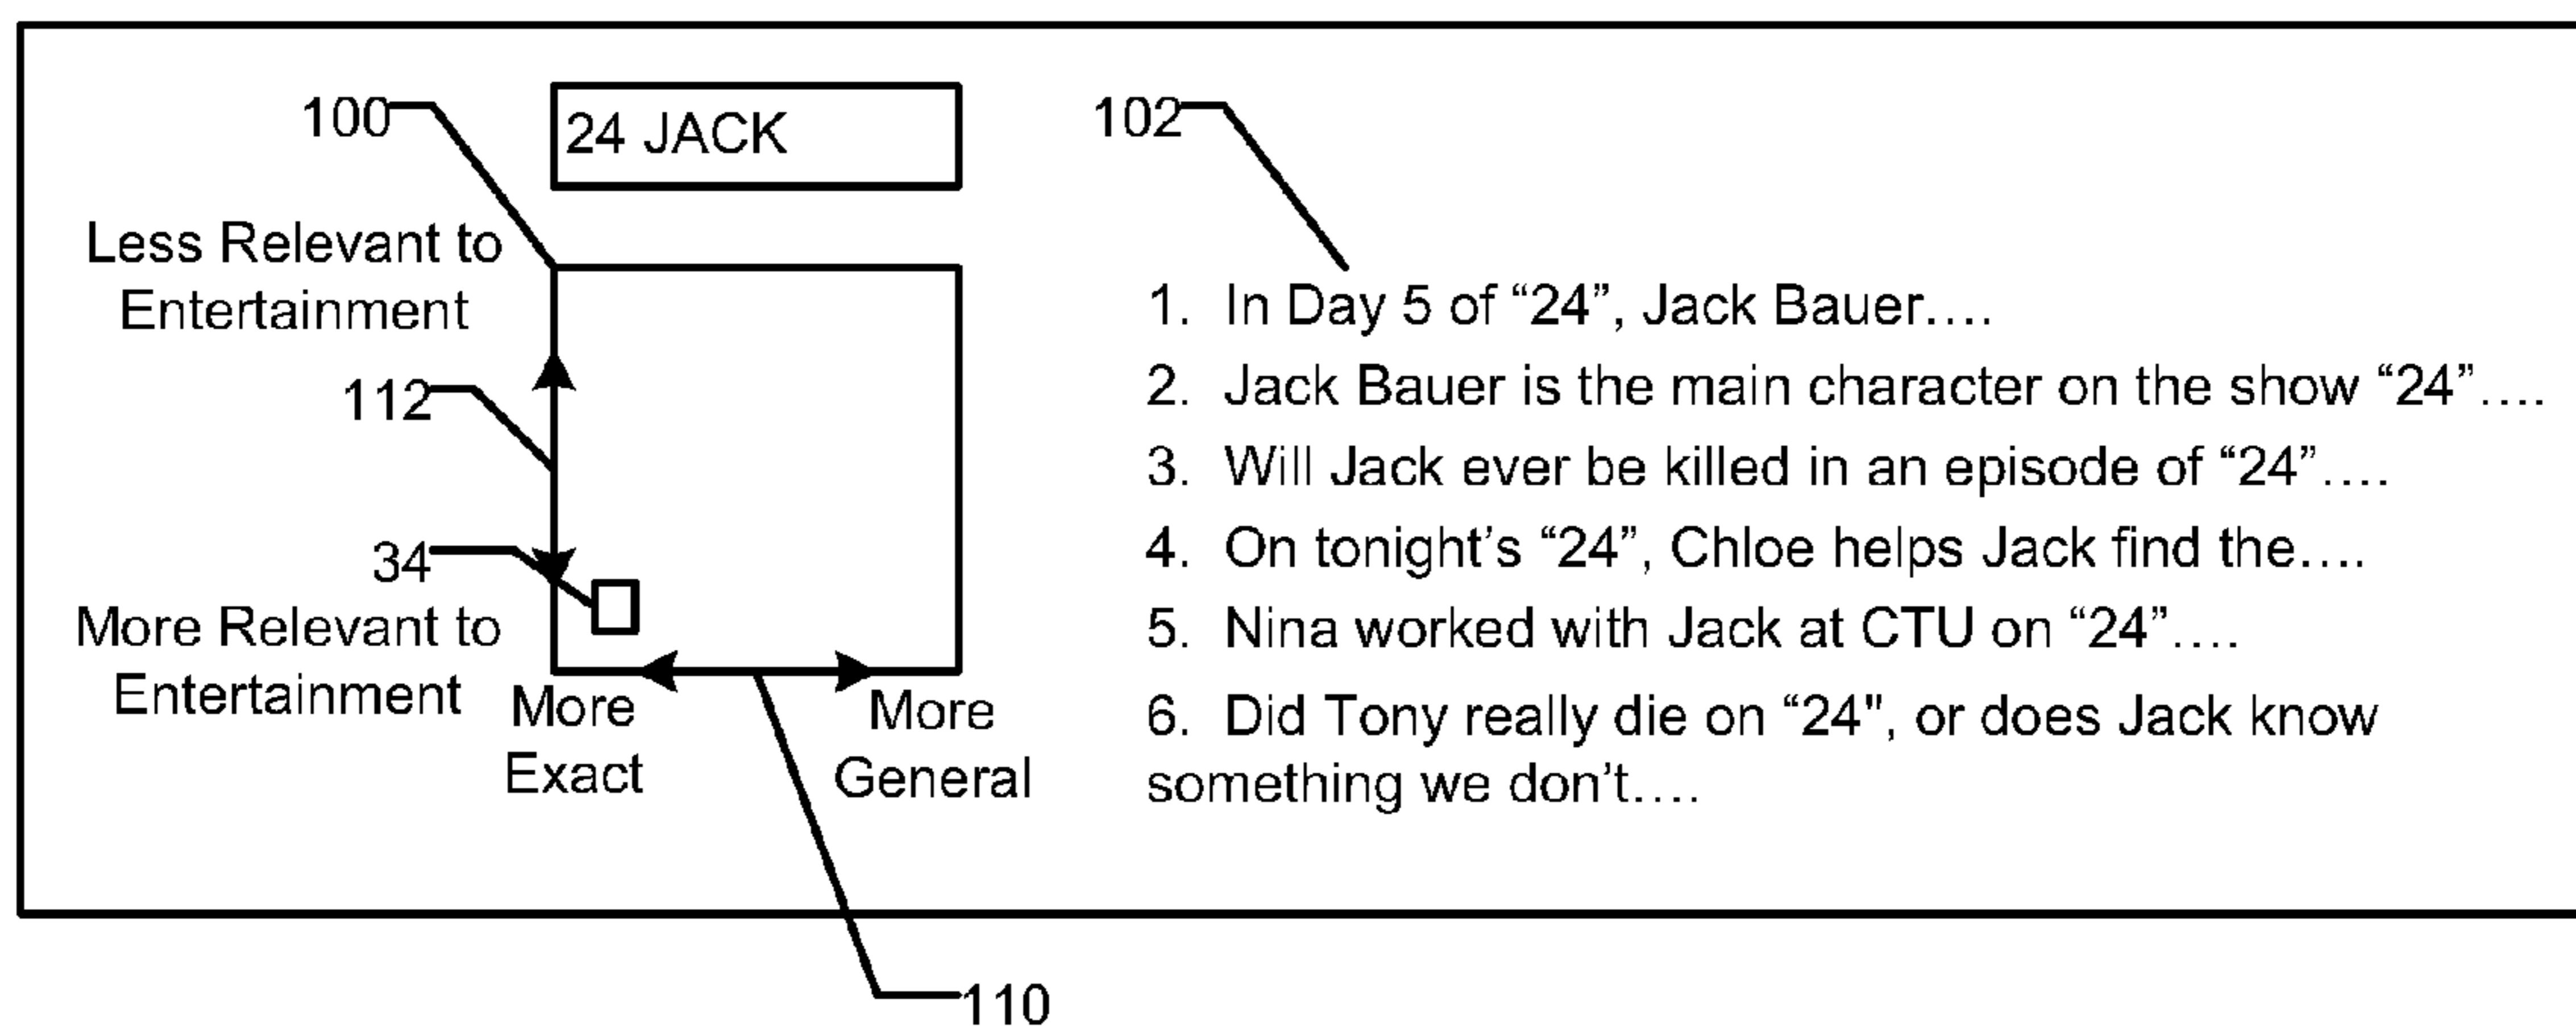 100
24 JACK
102
Less Relevant to
Entertainment
112
34
More Relevant to
Entertainment
More
Exact
More
General
1. In Day 5 of “24”, Jack Bauer....
2. Jack Bauer is the main character on the show “24”....
3. Will Jack ever be killed in an episode of “24”....
4. On tonight’s “24”, Chloe helps Jack find the....
5. Nina worked with Jack at CTU on “24”....
6. Did Tony really die on “24", or does Jack know
something we don’t....
110